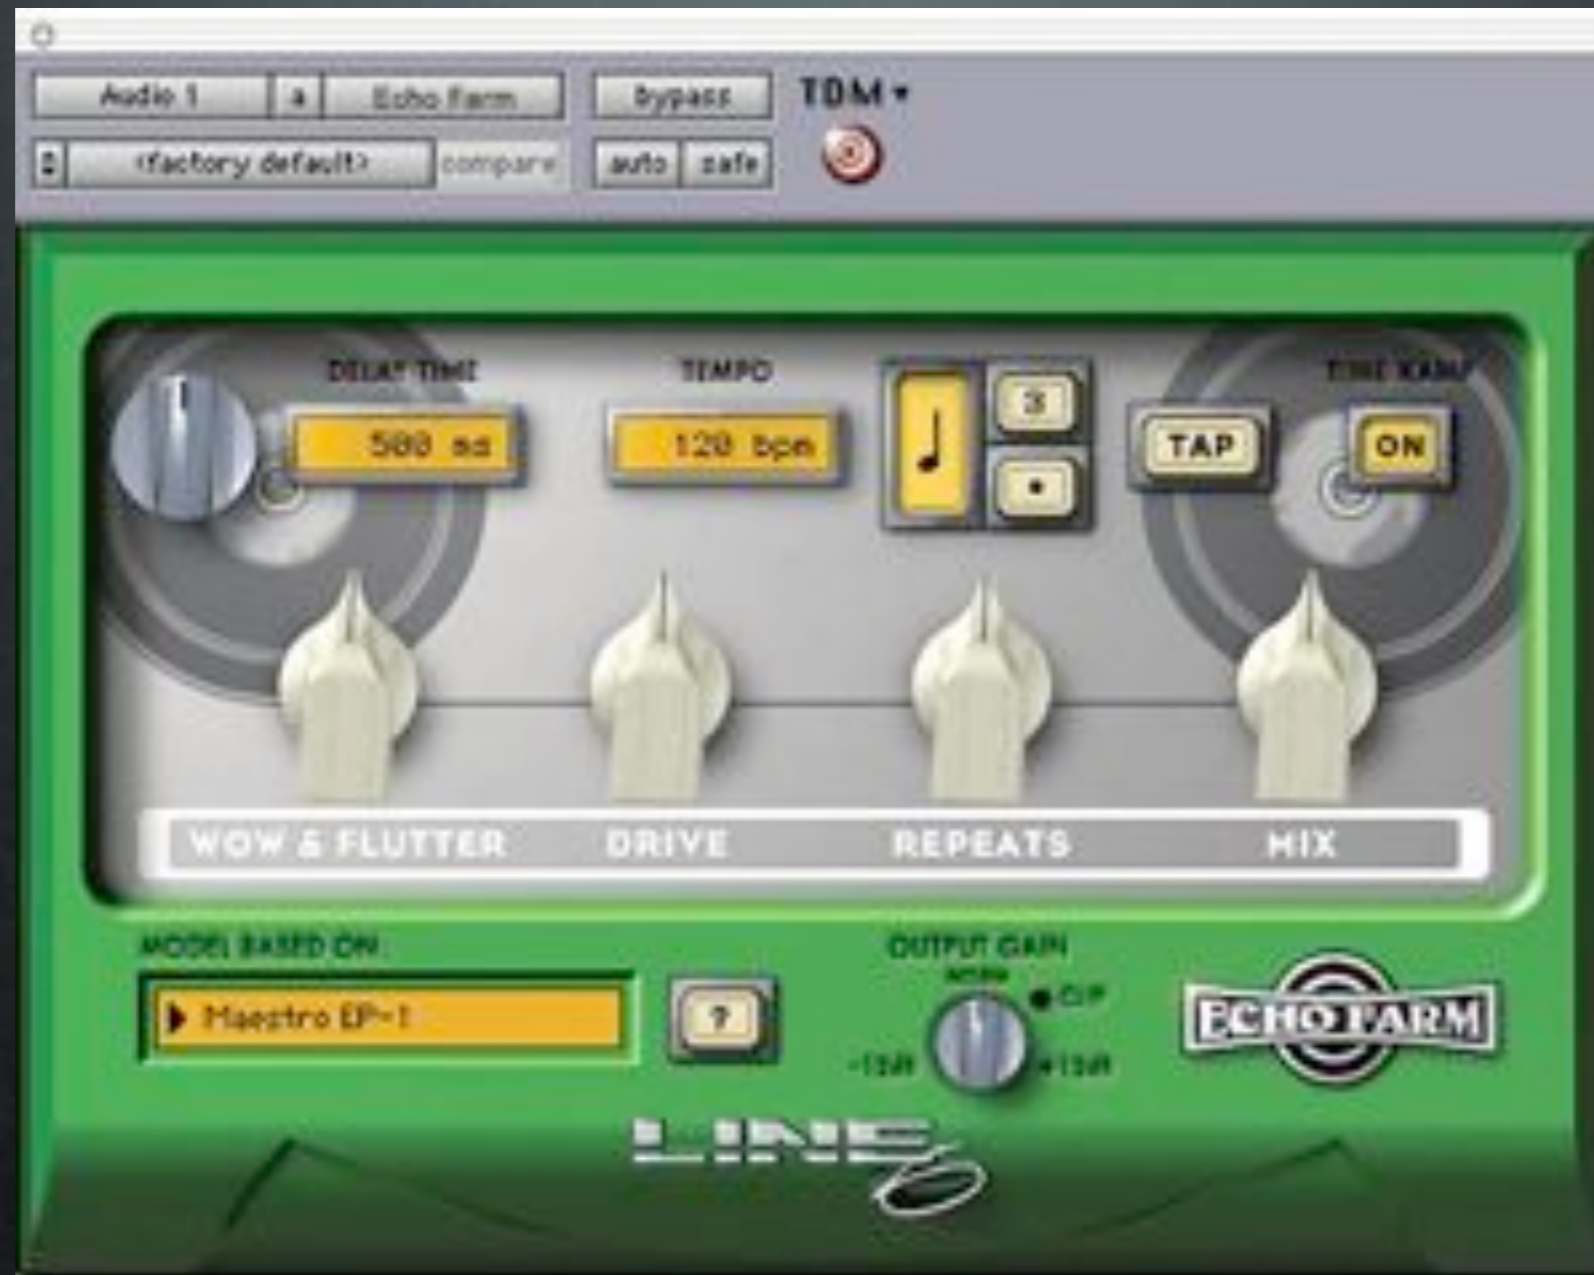 Audio 1 a Echo Farm bypass TDM
<factory default> compare auto safe
DELAY TIME TEMPO TIME RAMP
500 ms 120 bpm 3 TAP ON
WOW & FLUTTER DRIVE REPEATS MIX
MODEL BASED ON OUTPUT GAIN
CLIP
Maestro EP-1 ? ECHO FARM
-12dB +12dB
LINE 6